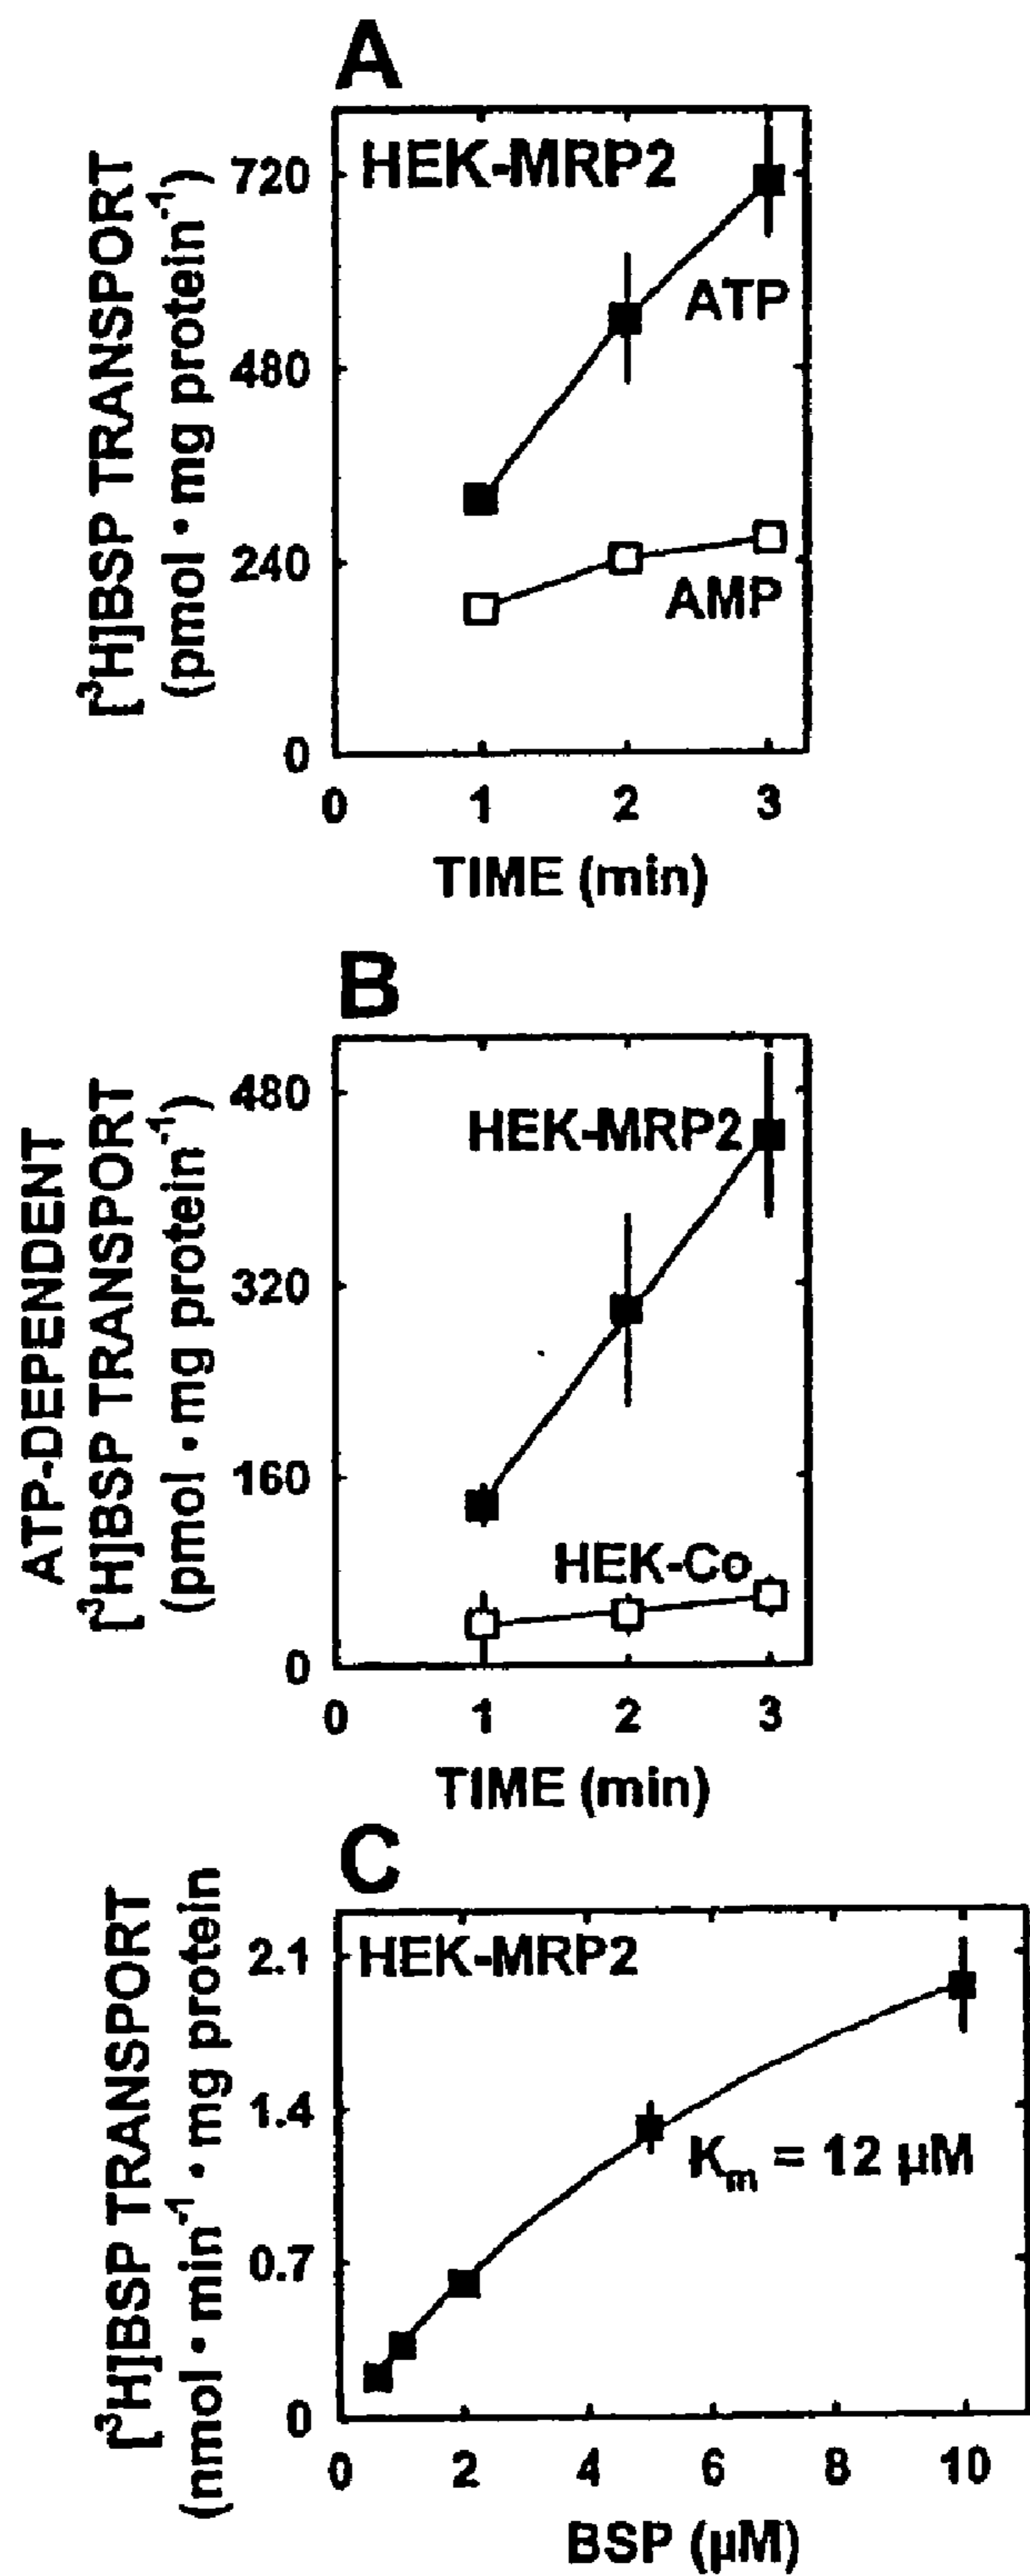 A
HEK-MRP2
[³H]BSP TRANSPORT
(pmol • mg protein⁻¹)
720
480
240
0
ATP
AMP
0 1 2 3
TIME (min)
B
ATP-DEPENDENT
[³H]BSP TRANSPORT
(pmol • mg protein⁻¹)
480
320
160
0
HEK-MRP2
HEK-Co
0 1 2 3
TIME (min)
C
HEK-MRP2
[³H]BSP TRANSPORT
(nmol • min⁻¹ • mg protein
2.1
1.4
0.7
0
Kₘ = 12 µM
0 2 4 6 8 10
BSP (µM)